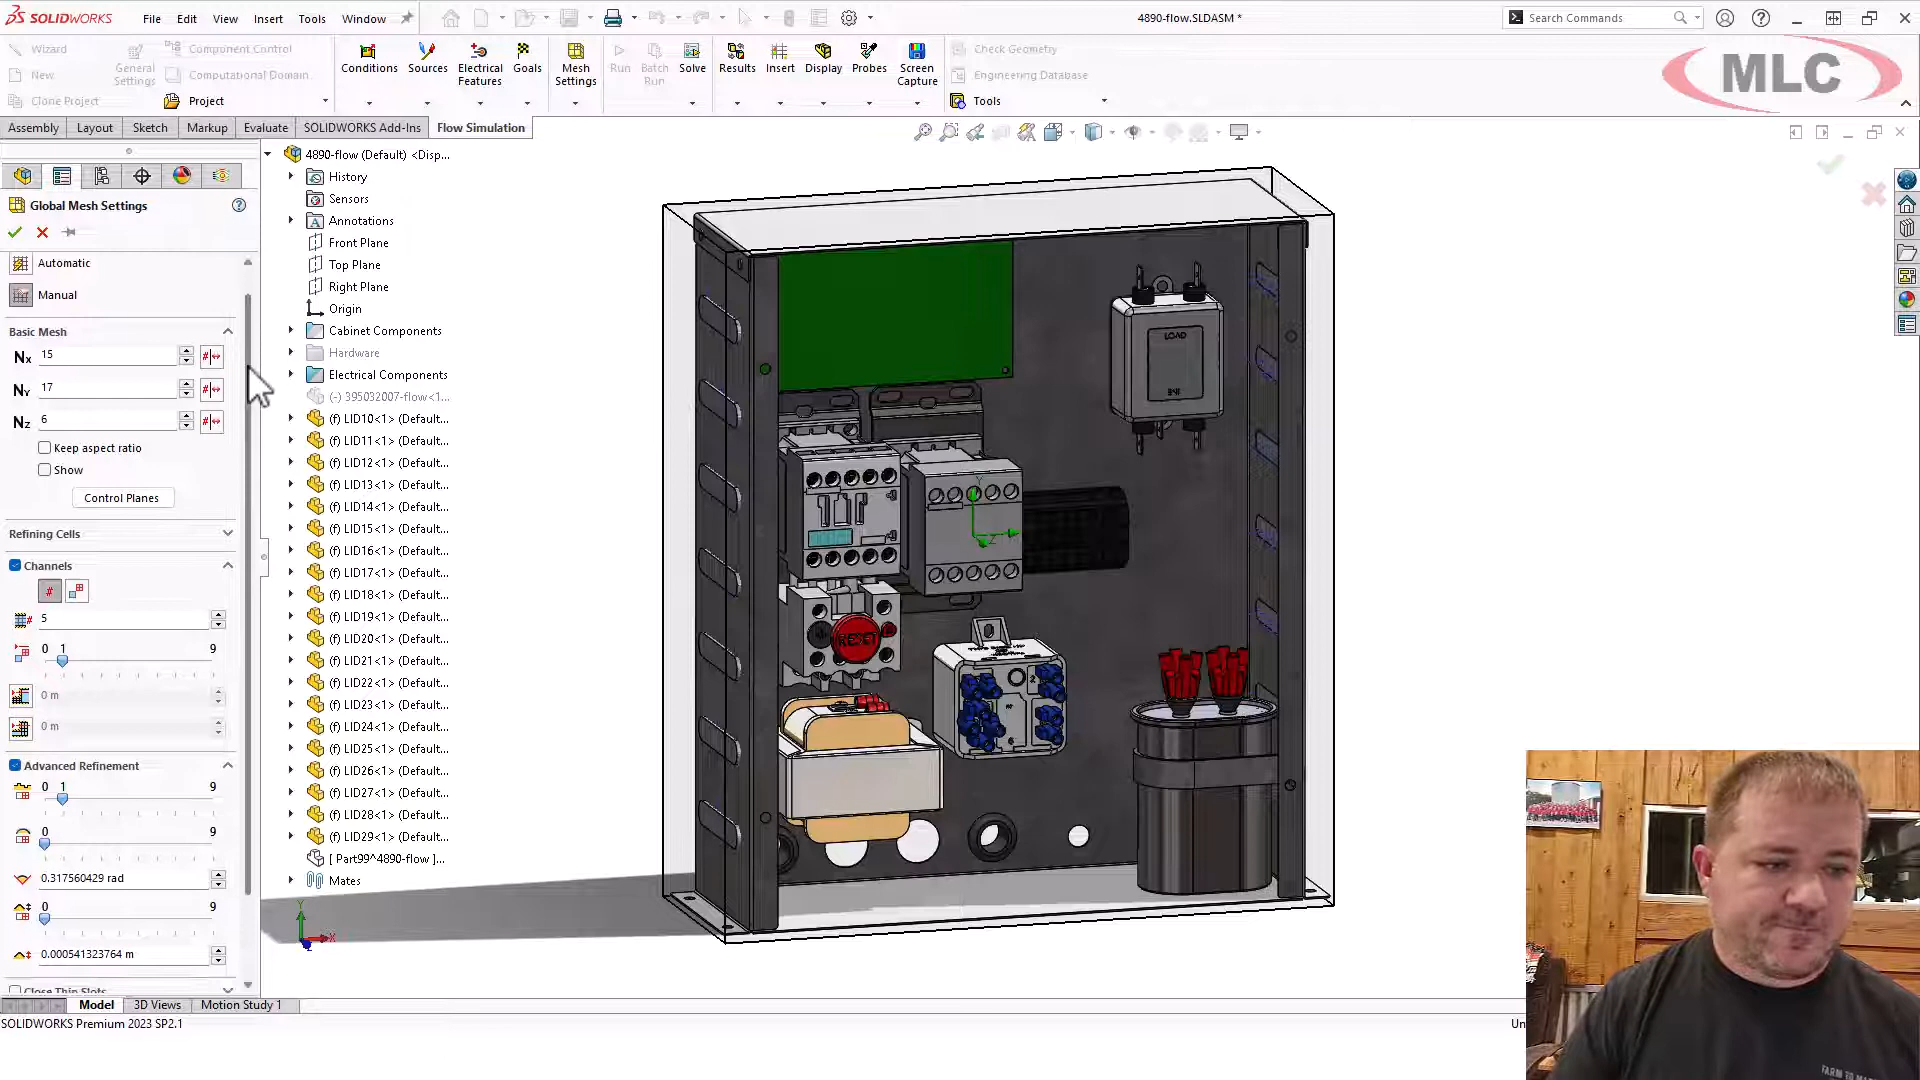 SOLIDWORKS File Edit View Insert Tools Window 4890-flow.SLDASM * Search Commands
Wizard
New
Clone Project
General Settings
Component Control
Computational Domain
Project
Conditions
Sources
Electrical Features
Goals
Mesh Settings
Run
Batch Run
Solve
Results
Insert
Display
Probes
Screen Capture
Check Geometry
Engineering Database
Tools
MLC
Assembly Layout Sketch Markup Evaluate SOLIDWORKS Add-Ins Flow Simulation
Global Mesh Settings
Automatic
Manual
Basic Mesh
Nx 15
NY 17
Nz 6
Keep aspect ratio
Show
Control Planes
Refining Cells
Channels
5
0 1 9
0 m
0 m
Advanced Refinement
0 1 9
0 9
0.317560429 rad
0 9
0.000541323764 m
Close Thin Slots
4890-flow (Default) <Disp...
History
Sensors
Annotations
Front Plane
Top Plane
Right Plane
Origin
Cabinet Components
Hardware
Electrical Components
(-) 395032007-flow<1...
(f) LID10<1> (Default...
(f) LID11<1> (Default...
(f) LID12<1> (Default...
(f) LID13<1> (Default...
(f) LID14<1> (Default...
(f) LID15<1> (Default...
(f) LID16<1> (Default...
(f) LID17<1> (Default...
(f) LID18<1> (Default...
(f) LID19<1> (Default...
(f) LID20<1> (Default...
(f) LID21<1> (Default...
(f) LID22<1> (Default...
(f) LID23<1> (Default...
(f) LID24<1> (Default...
(f) LID25<1> (Default...
(f) LID26<1> (Default...
(f) LID27<1> (Default...
(f) LID28<1> (Default...
(f) LID29<1> (Default...
[ Part99^4890-flow ]...
Mates
LOAD
RESET
2
6
Y
X
Z
Model 3D Views Motion Study 1
SOLIDWORKS Premium 2023 SP2.1
Un
FARM TO